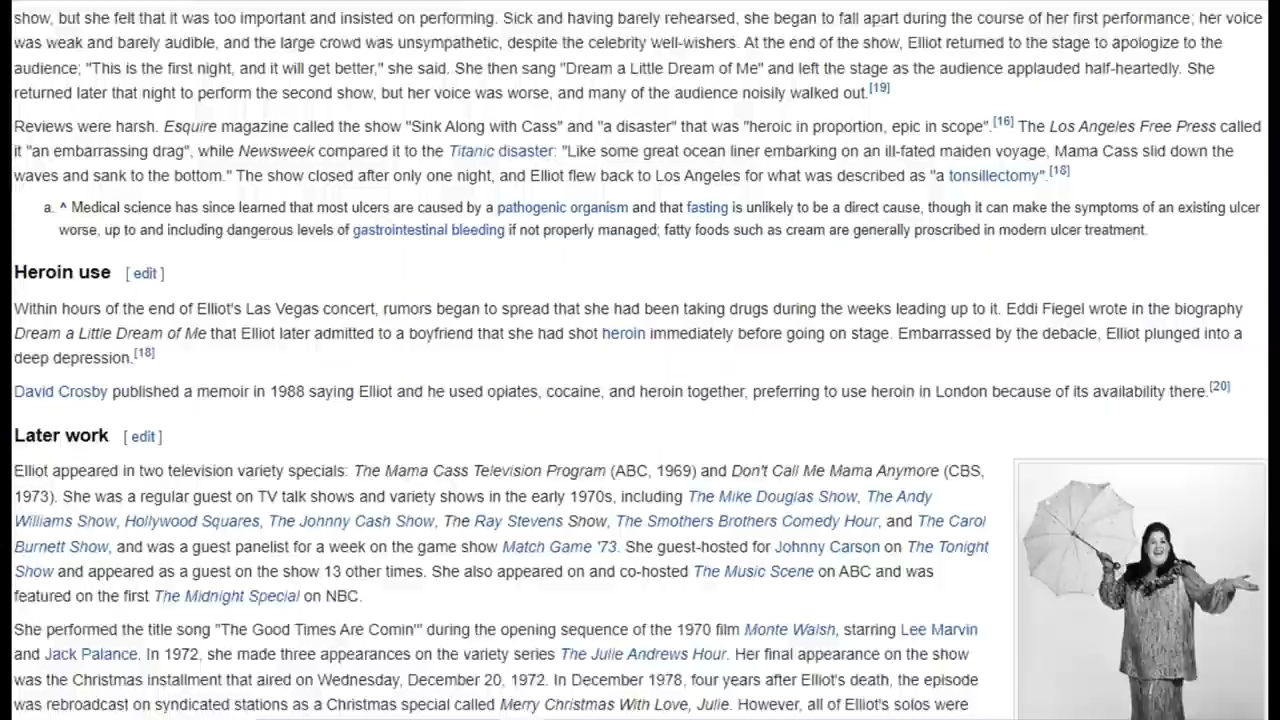 show, but she felt that it was too important and insisted on performing. Sick and having barely rehearsed, she began to fall apart during the course of her first performance; her voice
was weak and barely audible, and the large crowd was unsympathetic, despite the celebrity well-wishers. At the end of the show, Elliot returned to the stage to apologize to the
audience; "This is the first night, and it will get better," she said. She then sang "Dream a Little Dream of Me" and left the stage as the audience applauded half-heartedly. She
returned later that night to perform the second show, but her voice was worse, and many of the audience noisily walked out.[19]
Reviews were harsh. Esquire magazine called the show "Sink Along with Cass" and "a disaster" that was "heroic in proportion, epic in scope".[16] The Los Angeles Free Press called
it "an embarrassing drag", while Newsweek compared it to the Titanic disaster: "Like some great ocean liner embarking on an ill-fated maiden voyage, Mama Cass slid down the
waves and sank to the bottom." The show closed after only one night, and Elliot flew back to Los Angeles for what was described as "a tonsillectomy".[18]
a. ^ Medical science has since learned that most ulcers are caused by a pathogenic organism and that fasting is unlikely to be a direct cause, though it can make the symptoms of an existing ulcer
worse, up to and including dangerous levels of gastrointestinal bleeding if not properly managed; fatty foods such as cream are generally proscribed in modern ulcer treatment.
Heroin use [ edit ]
Within hours of the end of Elliot's Las Vegas concert, rumors began to spread that she had been taking drugs during the weeks leading up to it. Eddi Fiegel wrote in the biography
Dream a Little Dream of Me that Elliot later admitted to a boyfriend that she had shot heroin immediately before going on stage. Embarrassed by the debacle, Elliot plunged into a
deep depression.[18]
David Crosby published a memoir in 1988 saying Elliot and he used opiates, cocaine, and heroin together, preferring to use heroin in London because of its availability there.[20]
Later work [ edit ]
Elliot appeared in two television variety specials: The Mama Cass Television Program (ABC, 1969) and Don't Call Me Mama Anymore (CBS,
1973). She was a regular guest on TV talk shows and variety shows in the early 1970s, including The Mike Douglas Show, The Andy
Williams Show, Hollywood Squares, The Johnny Cash Show, The Ray Stevens Show, The Smothers Brothers Comedy Hour, and The Carol
Burnett Show, and was a guest panelist for a week on the game show Match Game '73. She guest-hosted for Johnny Carson on The Tonight
Show and appeared as a guest on the show 13 other times. She also appeared on and co-hosted The Music Scene on ABC and was
featured on the first The Midnight Special on NBC.
She performed the title song "The Good Times Are Comin'" during the opening sequence of the 1970 film Monte Walsh, starring Lee Marvin
and Jack Palance. In 1972, she made three appearances on the variety series The Julie Andrews Hour. Her final appearance on the show
was the Christmas installment that aired on Wednesday, December 20, 1972. In December 1978, four years after Elliot's death, the episode
was rebroadcast on syndicated stations as a Christmas special called Merry Christmas With Love, Julie. However, all of Elliot's solos were